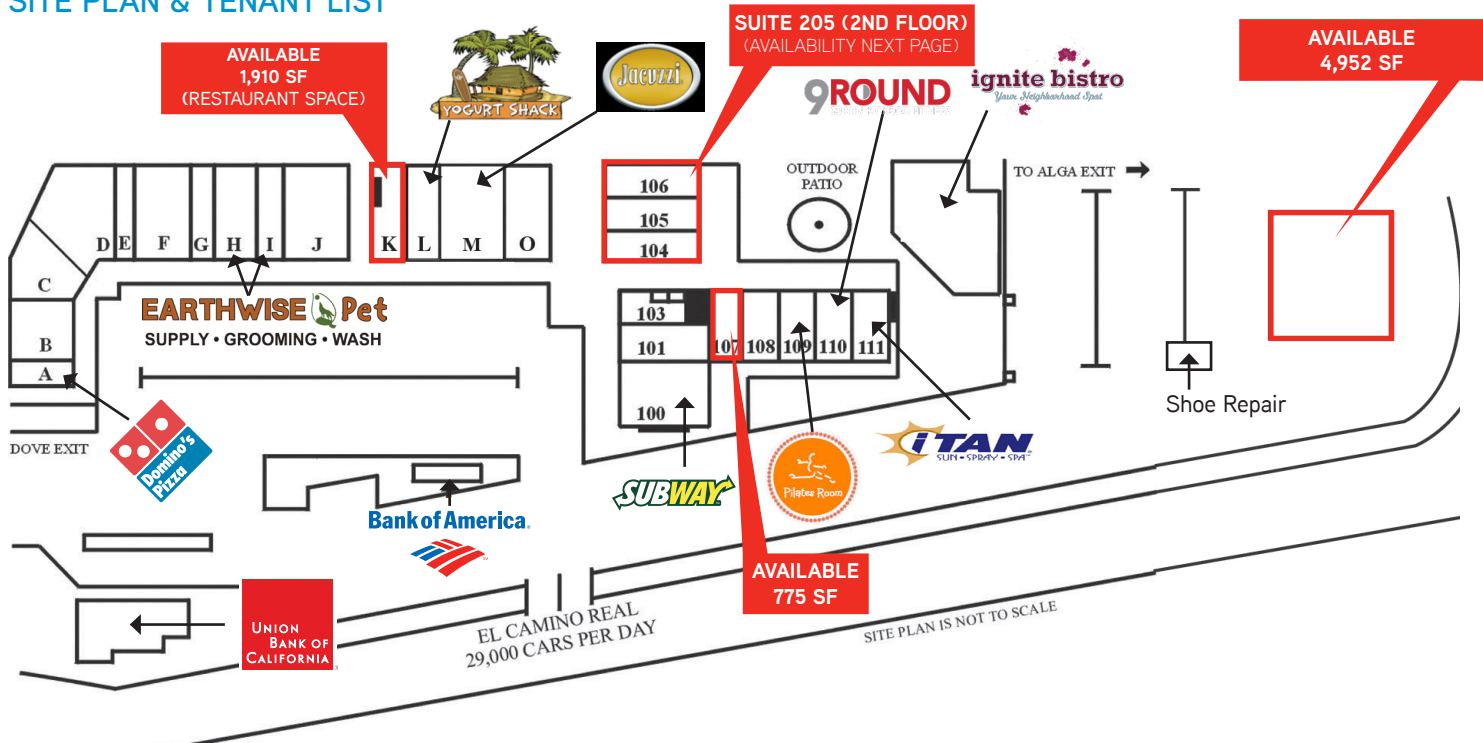 SITE PLAN & TENANT LIST
AVAILABLE
1,910 SF
(RESTAURANT SPACE)
YOGURT SHACK
Jacuzzi
SUITE 205 (2ND FLOOR)
(AVAILABILITY NEXT PAGE)
9ROUND
ignite bistro
Your Neighborhood Spot
AVAILABLE
4,952 SF
OUTDOOR
PATIO
TO ALGA EXIT
106
105
104
D E F G H I J K L M O
C
B
A
EARTHWISE Pet
SUPPLY • GROOMING • WASH
103
101
100
107 108 109 110 111
Shoe Repair
DOVE EXIT
Domino's
Pizza
Bank of America
SUBWAY
Pilates Room
iTAN
SUN • SPRAY • SPA
AVAILABLE
775 SF
UNION
BANK OF
CALIFORNIA
EL CAMINO REAL
29,000 CARS PER DAY
SITE PLAN IS NOT TO SCALE